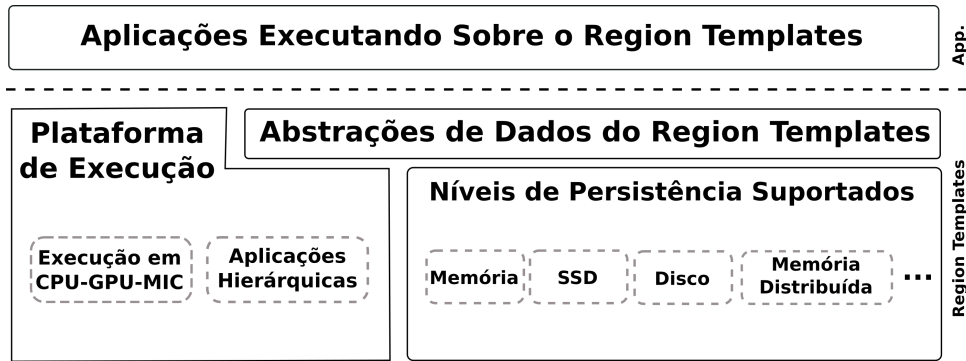 Aplicações Executando Sobre o Region Templates
App.
Plataforma
de Execução
Abstrações de Dados do Region Templates
Níveis de Persistência Suportados
Execução em
CPU-GPU-MIC
Aplicações
Hierárquicas
Memória
SSD
Disco
Memória
Distribuída
...
Region Templates